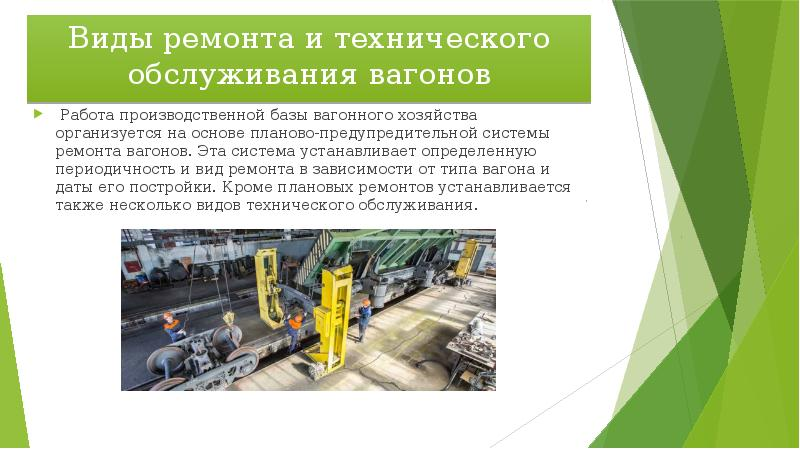 Виды ремонта и технического
обслуживания вагонов
Работа производственной базы вагонного хозяйства
организуется на основе планово-предупредительной системы
ремонта вагонов. Эта система устанавливает определенную
периодичность и вид ремонта в зависимости от типа вагона и
даты его постройки. Кроме плановых ремонтов устанавливается
также несколько видов технического обслуживания.